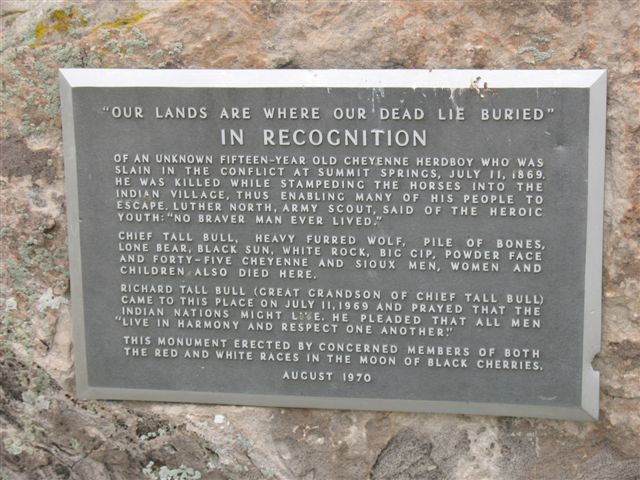 "OUR LANDS ARE WHERE OUR DEAD LIE BURIED"
IN RECOGNITION
OF AN UNKNOWN FIFTEEN-YEAR OLD CHEYENNE HERDBOY WHO WAS
SLAIN IN THE CONFLICT AT SUMMIT SPRINGS, JULY 11, 1869.
HE WAS KILLED WHILE STAMPEDING THE HORSES INTO THE
INDIAN VILLAGE, THUS ENABLING MANY OF HIS PEOPLE TO
ESCAPE. LUTHER NORTH, ARMY SCOUT, SAID OF THE HEROIC
YOUTH: "NO BRAVER MAN EVER LIVED."
CHIEF TALL BULL, HEAVY FURRED WOLF, PILE OF BONES,
LONE BEAR, BLACK SUN, WHITE ROCK, BIG GIP, POWDER FACE
AND FORTY-FIVE CHEYENNE AND SIOUX MEN, WOMEN AND
CHILDREN ALSO DIED HERE.
RICHARD TALL BULL (GREAT GRANDSON OF CHIEF TALL BULL)
CAME TO THIS PLACE ON JULY 11, 1969 AND PRAYED THAT THE
INDIAN NATIONS MIGHT LIVE. HE PLEADED THAT ALL MEN
"LIVE IN HARMONY AND RESPECT ONE ANOTHER!"
THIS MONUMENT ERECTED BY CONCERNED MEMBERS OF BOTH
THE RED AND WHITE RACES IN THE MOON OF BLACK CHERRIES.
AUGUST 1970